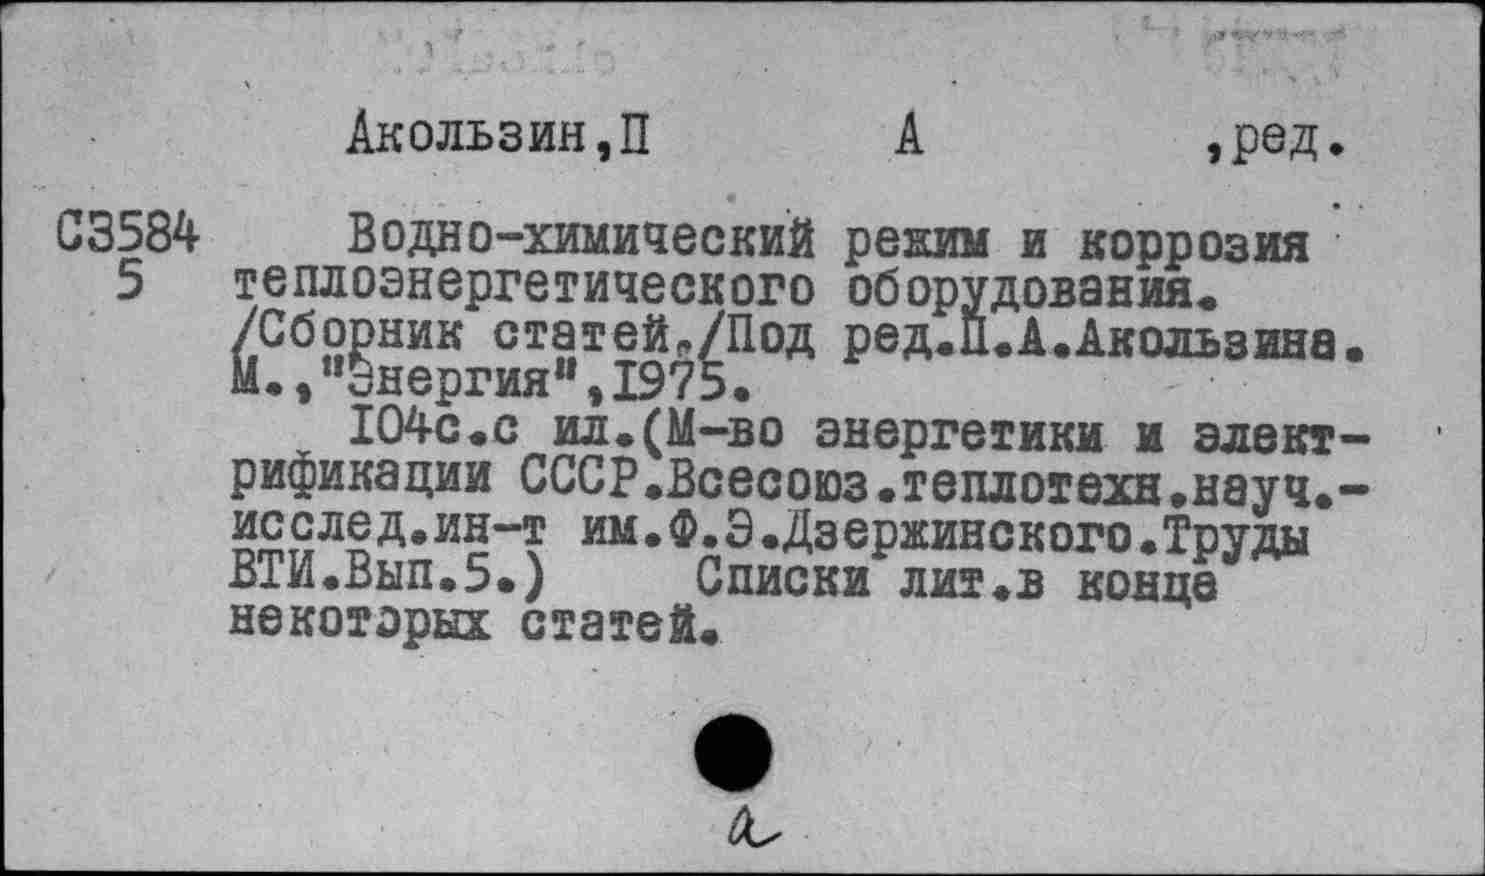 Акользин,П А ,ред.
С3584 Водно-химический режим и коррозия
5 теплоэнергетического оборудования.
/Сборник статей./Под ред.П.А.Акользина.
М.,"Энергия",1975.
104с.с ил.(М-во энергетики и элект-
рификации СССР.Всесоюз.теплотехн.науч.-
исслед.ин-т им.Ф.Э.Дзержинского.Труды
ВТИ.Вып.5.) Списки лит.в конце
некоторых статей.